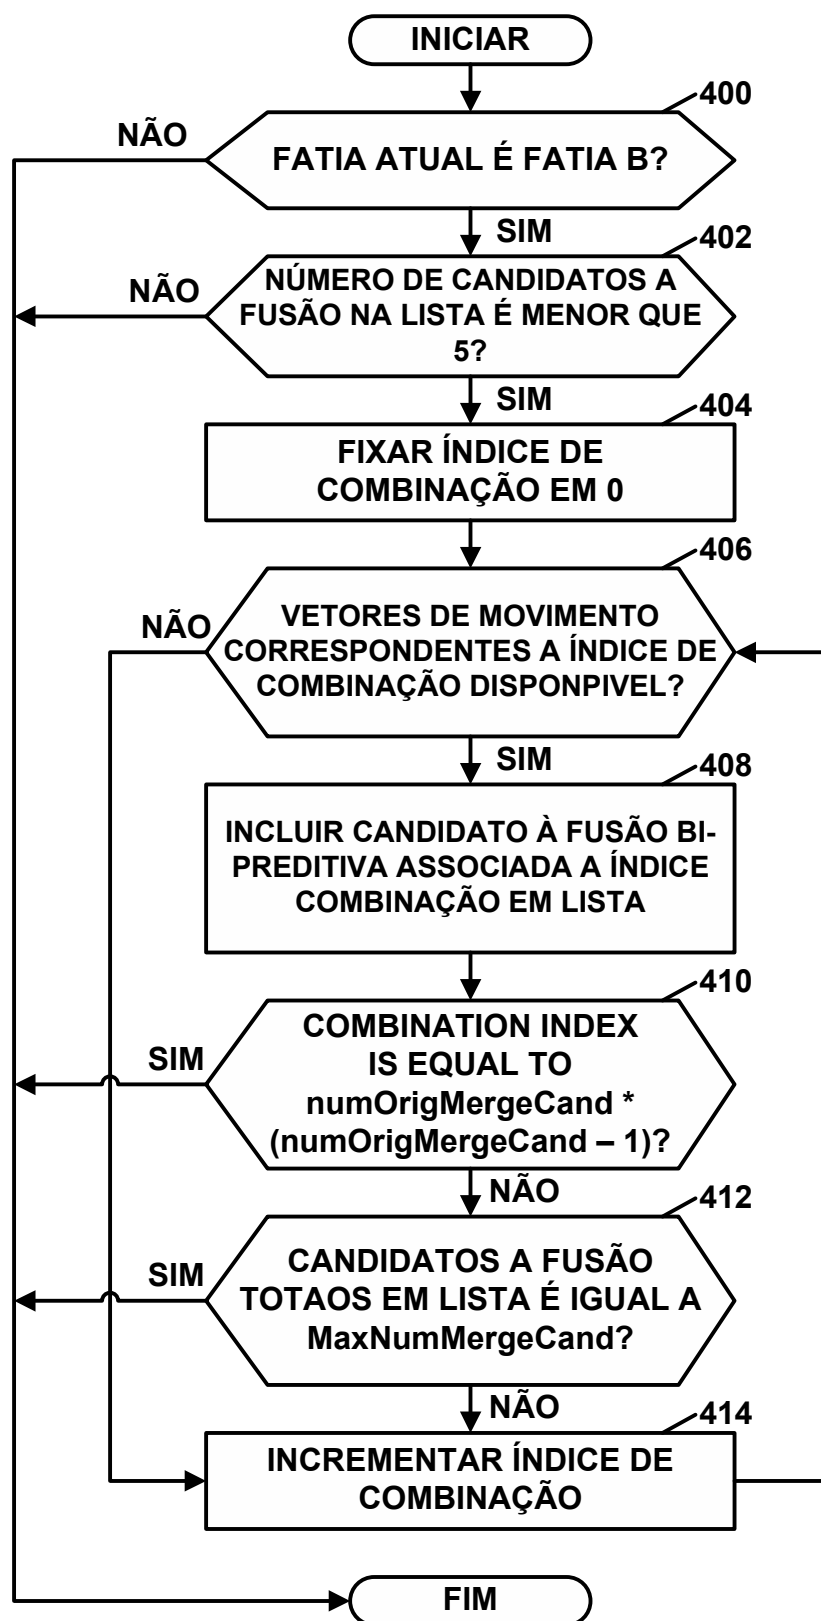 INICIAR
400
NÃO
FATIA ATUAL É FATIA B?
SIM
402
NÃO
NÚMERO DE CANDIDATOS A
FUSÃO NA LISTA É MENOR QUE
5?
SIM
404
FIXAR ÍNDICE DE
COMBINAÇÃO EM 0
406
NÃO
VETORES DE MOVIMENTO
CORRESPONDENTES A ÍNDICE DE
COMBINAÇÃO DISPONPIVEL?
SIM
408
INCLUIR CANDIDATO À FUSÃO BI-
PREDITIVA ASSOCIADA A ÍNDICE
COMBINAÇÃO EM LISTA
410
SIM
COMBINATION INDEX
IS EQUAL TO
numOrigMergeCand *
(numOrigMergeCand – 1)?
NÃO
412
SIM
CANDIDATOS A FUSÃO
TOTAOS EM LISTA É IGUAL A
MaxNumMergeCand?
NÃO
414
INCREMENTAR ÍNDICE DE
COMBINAÇÃO
FIM